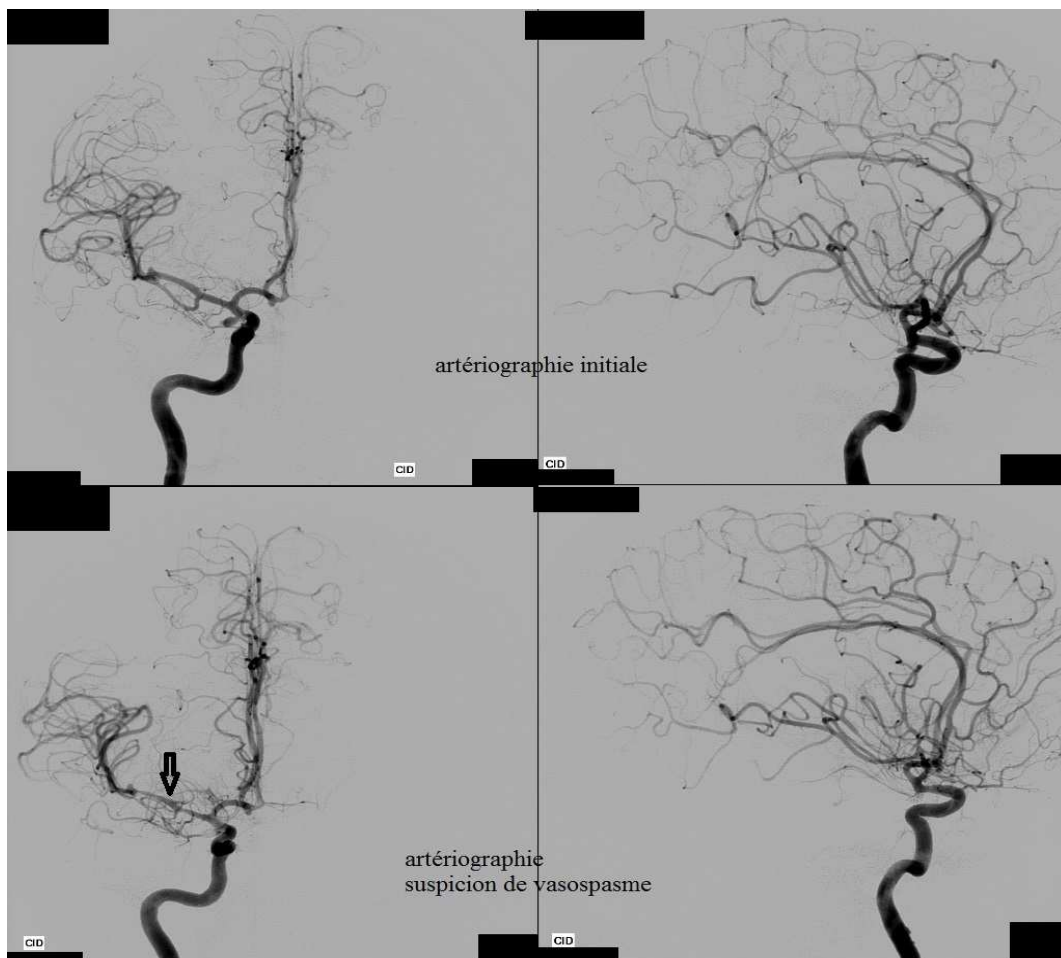 artériographie initiale
CID
CID
artériographie
suspicion de vasospasme
CID
CID